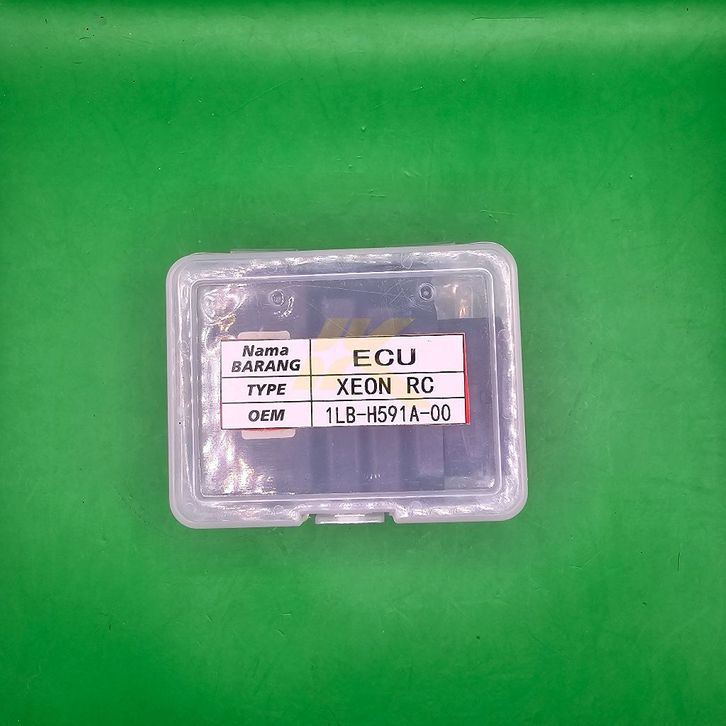 Nama BARANG ECU
TYPE XEON RC
OEM 1LB-H591A-00